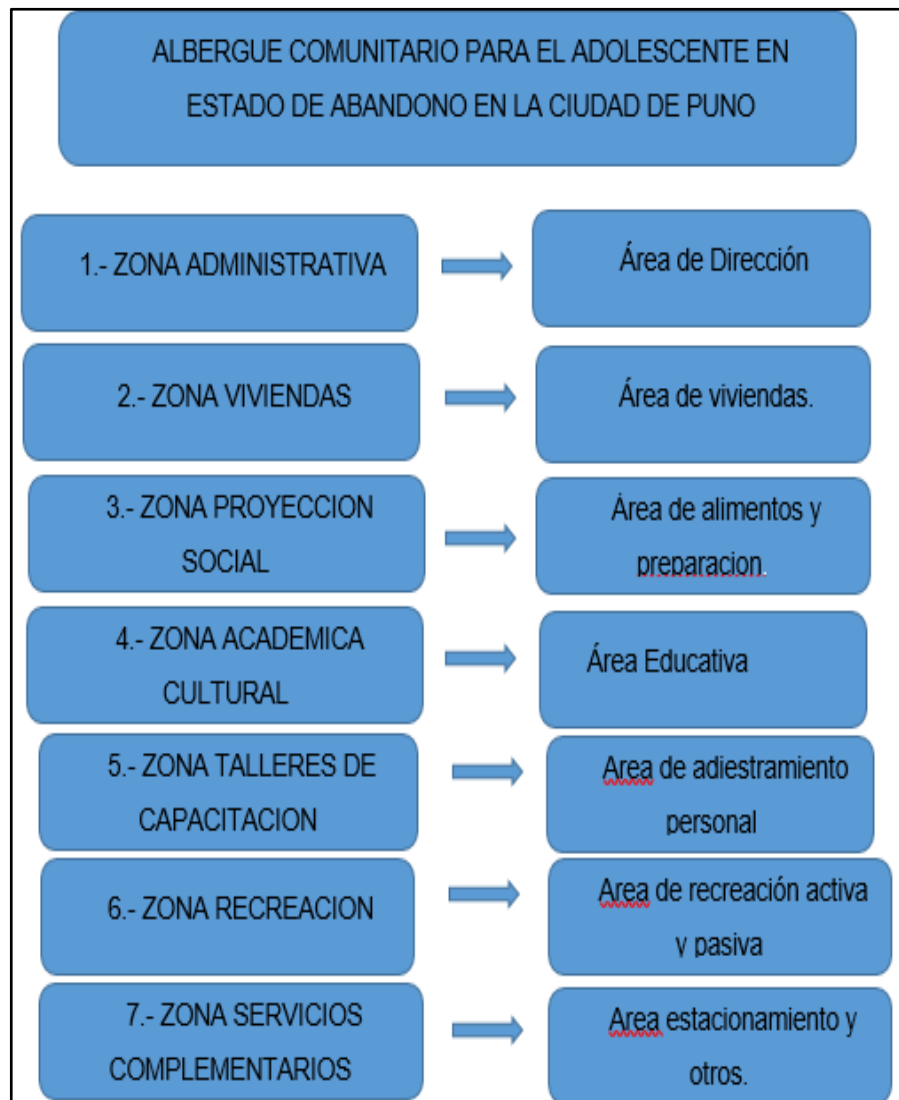 ALBERGUE COMUNITARIO PARA EL ADOLESCENTE EN
ESTADO DE ABANDONO EN LA CIUDAD DE PUNO
1.- ZONA ADMINISTRATIVA
Área de Dirección
2.- ZONA VIVIENDAS
Área de viviendas.
3.- ZONA PROYECCION
SOCIAL
Área de alimentos y
preparacion.
4.- ZONA ACADEMICA
CULTURAL
Área Educativa
5.- ZONA TALLERES DE
CAPACITACION
Area de adiestramiento
personal
6.- ZONA RECREACION
Area de recreación activa
y pasiva
7.- ZONA SERVICIOS
COMPLEMENTARIOS
Area estacionamiento y
otros.